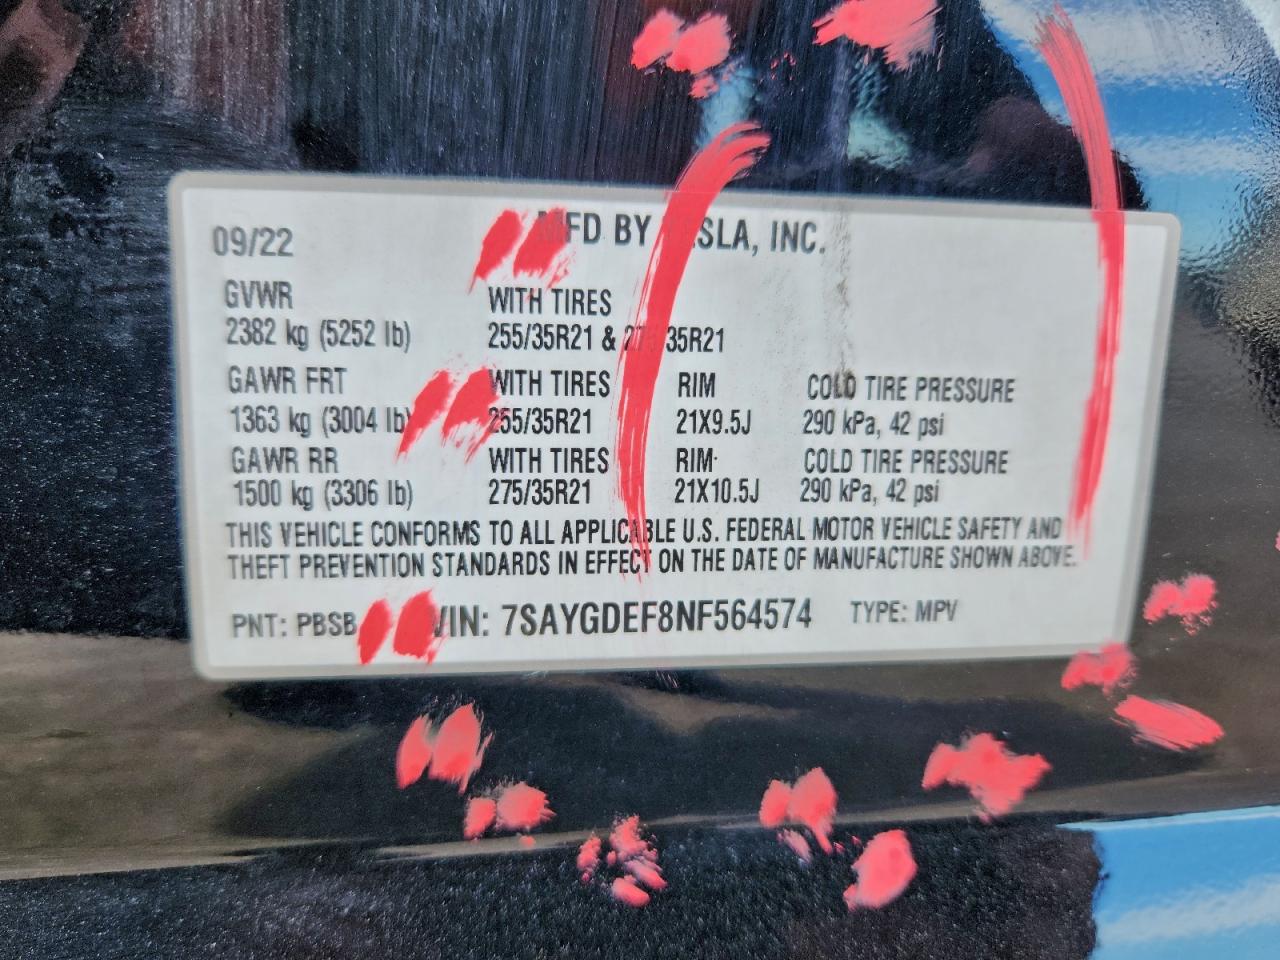 09/22 MFD BY TESLA, INC.
GVWR WITH TIRES
2382 kg (5252 lb) 255/35R21 & 275/35R21
GAWR FRT WITH TIRES RIM COLD TIRE PRESSURE
1363 kg (3004 lb) 255/35R21 21X9.5J 290 kPa, 42 psi
GAWR RR WITH TIRES RIM COLD TIRE PRESSURE
1500 kg (3306 lb) 275/35R21 21X10.5J 290 kPa, 42 psi
THIS VEHICLE CONFORMS TO ALL APPLICABLE U.S. FEDERAL MOTOR VEHICLE SAFETY AND
THEFT PREVENTION STANDARDS IN EFFECT ON THE DATE OF MANUFACTURE SHOWN ABOVE.
PNT: PBSB VIN: 7SAYGDEF8NF564574 TYPE: MPV